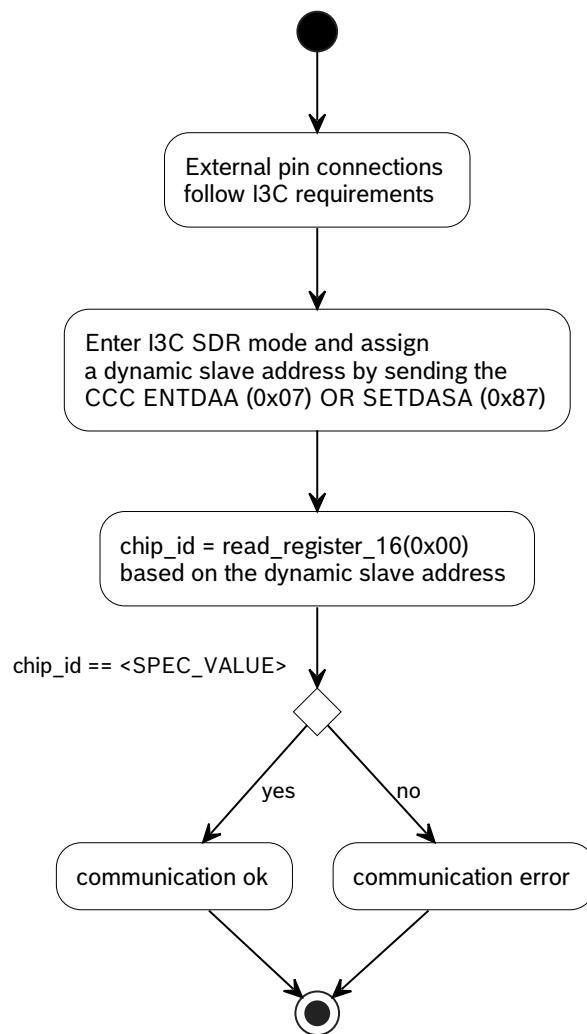 External pin connections
follow I3C requirements
Enter I3C SDR mode and assign
a dynamic slave address by sending the
CCC ENTDAA (0x07) OR SETDASA (0x87)
chip_id = read_register_16(0x00)
based on the dynamic slave address
chip_id == <SPEC_VALUE>
yes
no
communication ok
communication error